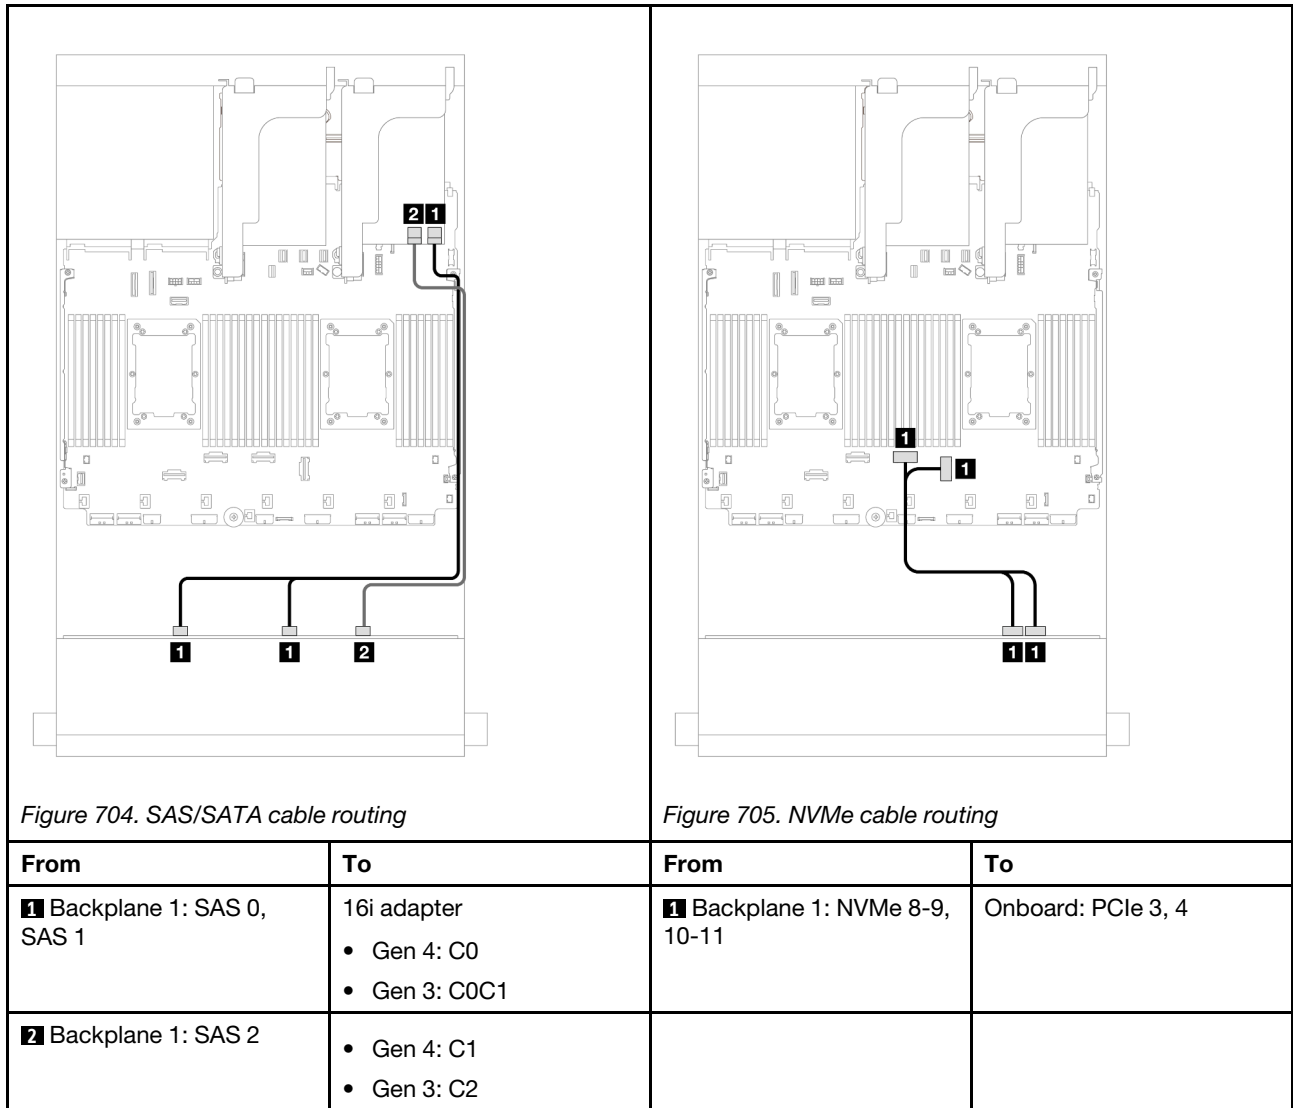 2 1
1 1 2
Figure 704. SAS/SATA cable routing
1
1
1 1
Figure 705. NVMe cable routing
From
To
From
To
1 Backplane 1: SAS 0,
SAS 1
16i adapter
• Gen 4: C0
• Gen 3: C0C1
1 Backplane 1: NVMe 8-9,
10-11
Onboard: PCIe 3, 4
2 Backplane 1: SAS 2
• Gen 4: C1
• Gen 3: C2